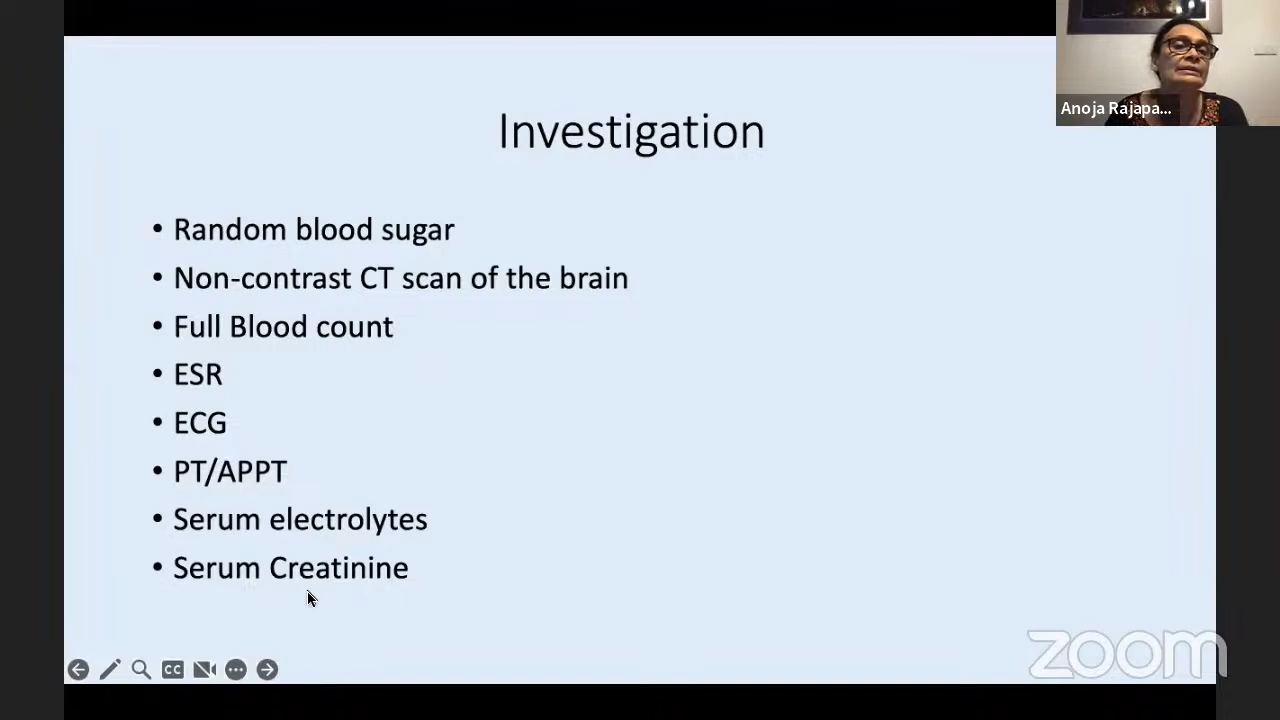 Anoja Rajapa...
Investigation
• Random blood sugar
• Non-contrast CT scan of the brain
• Full Blood count
• ESR
• ECG
• PT/APPT
• Serum electrolytes
• Serum Creatinine
CC
zoom